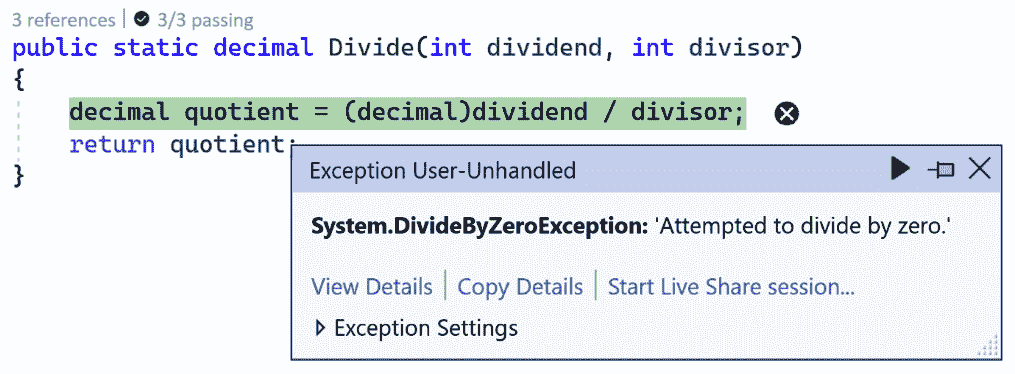 3 references | 3/3 passing
public static decimal Divide(int dividend, int divisor)
{
decimal quotient = (decimal)dividend / divisor;
return quotient;
}
Exception User-Unhandled
System.DivideByZeroException: 'Attempted to divide by zero.'
View Details | Copy Details | Start Live Share session...
Exception Settings